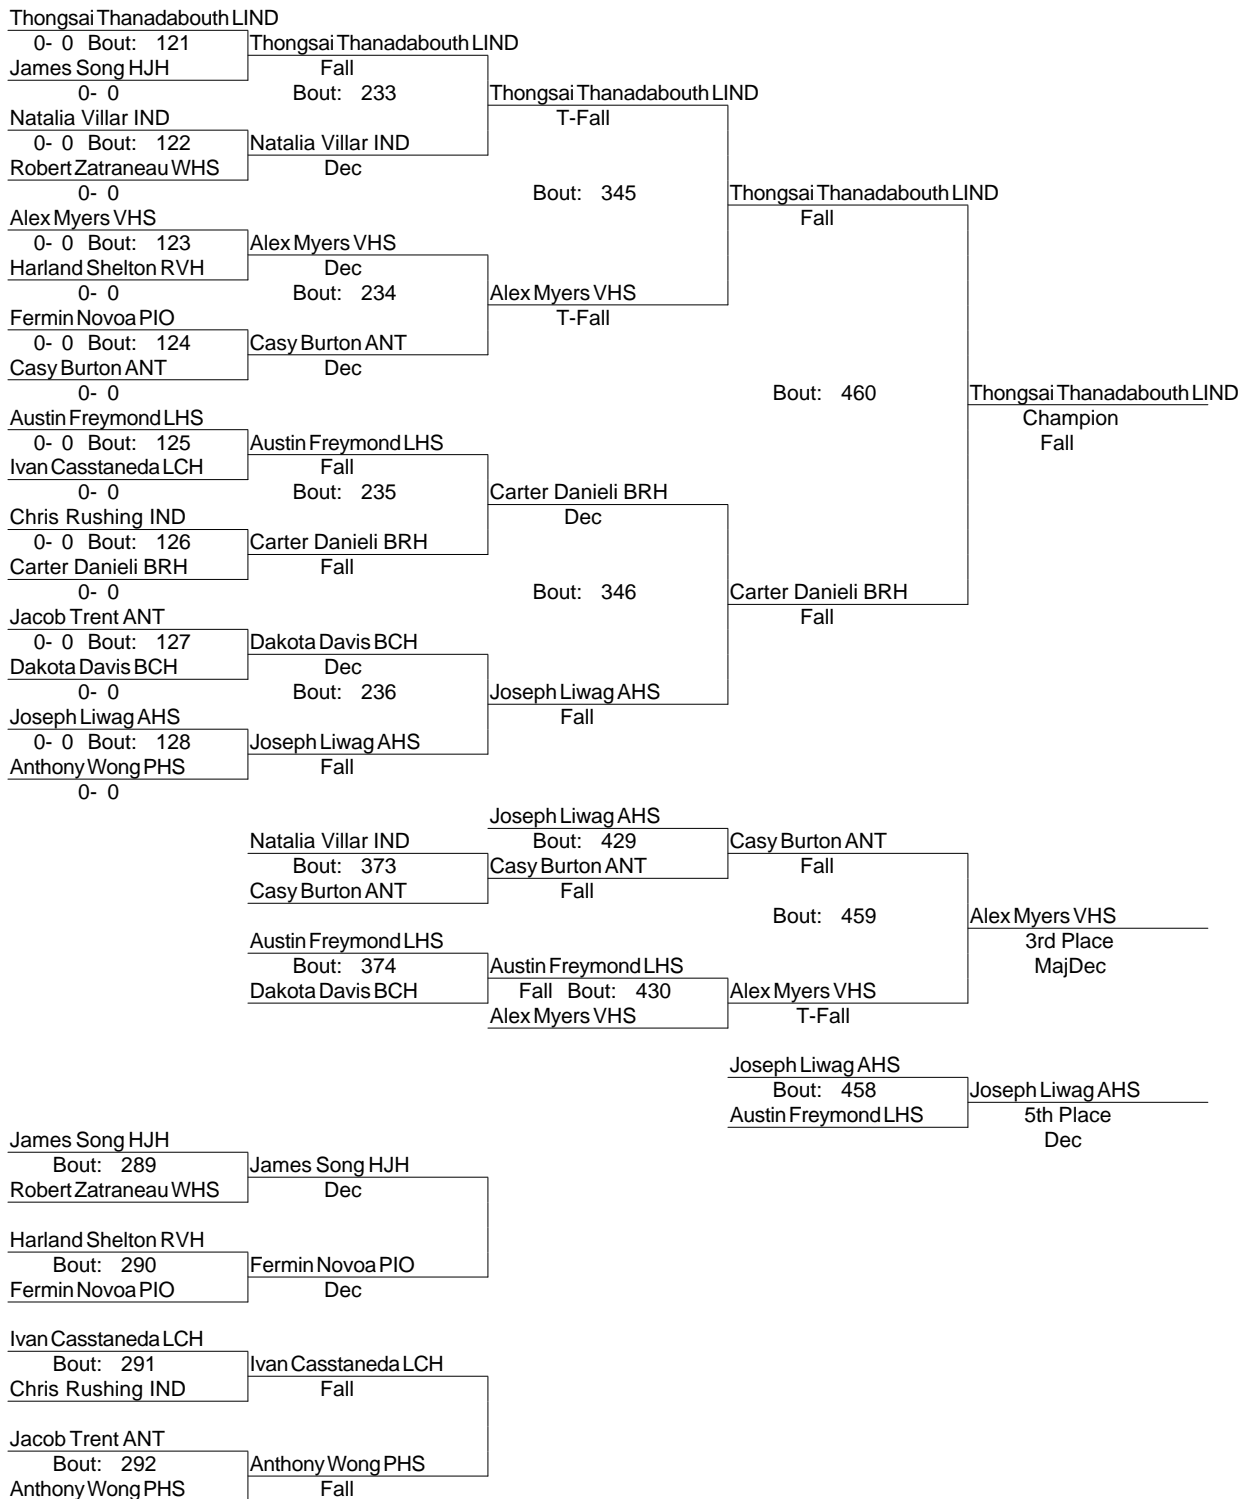 Thongsai Thanadabouth LIND
0- 0 Bout: 121 Thongsai Thanadabouth LIND
James Song HJH Fall
0- 0 Bout: 233 Thongsai Thanadabouth LIND
Natalia Villar IND T-Fall
0- 0 Bout: 122 Natalia Villar IND
Robert Zatraneau WHS Dec
0- 0 Bout: 345 Thongsai Thanadabouth LIND
Alex Myers VHS Fall
0- 0 Bout: 123 Alex Myers VHS
Harland Shelton RVH Dec
0- 0 Bout: 234 Alex Myers VHS
Fermin Novoa PIO T-Fall
0- 0 Bout: 124 Casy Burton ANT
Casy Burton ANT Dec
0- 0 Bout: 460 Thongsai Thanadabouth LIND
Austin Freymond LHS Champion
0- 0 Bout: 125 Austin Freymond LHS Fall
Ivan Casstaneda LCH Fall
0- 0 Bout: 235 Carter Danieli BRH
Chris Rushing IND Dec
0- 0 Bout: 126 Carter Danieli BRH
Carter Danieli BRH Fall
0- 0 Bout: 346 Carter Danieli BRH
Jacob Trent ANT Fall
0- 0 Bout: 127 Dakota Davis BCH
Dakota Davis BCH Dec
0- 0 Bout: 236 Joseph Liwag AHS
Joseph Liwag AHS Fall
0- 0 Bout: 128 Joseph Liwag AHS
Anthony Wong PHS Fall
0- 0
Joseph Liwag AHS
Natalia Villar IND Bout: 429 Casy Burton ANT
Bout: 373 Casy Burton ANT Fall
Casy Burton ANT Fall
Bout: 459 Alex Myers VHS
Austin Freymond LHS 3rd Place
Bout: 374 Austin Freymond LHS MajDec
Dakota Davis BCH Fall Bout: 430 Alex Myers VHS
Alex Myers VHS T-Fall
Joseph Liwag AHS
Bout: 458 Joseph Liwag AHS
Austin Freymond LHS 5th Place
James Song HJH Dec
Bout: 289 James Song HJH
Robert Zatraneau WHS Dec
Harland Shelton RVH
Bout: 290 Fermin Novoa PIO
Fermin Novoa PIO Dec
Ivan Casstaneda LCH
Bout: 291 Ivan Casstaneda LCH
Chris Rushing IND Fall
Jacob Trent ANT
Bout: 292 Anthony Wong PHS
Anthony Wong PHS Fall